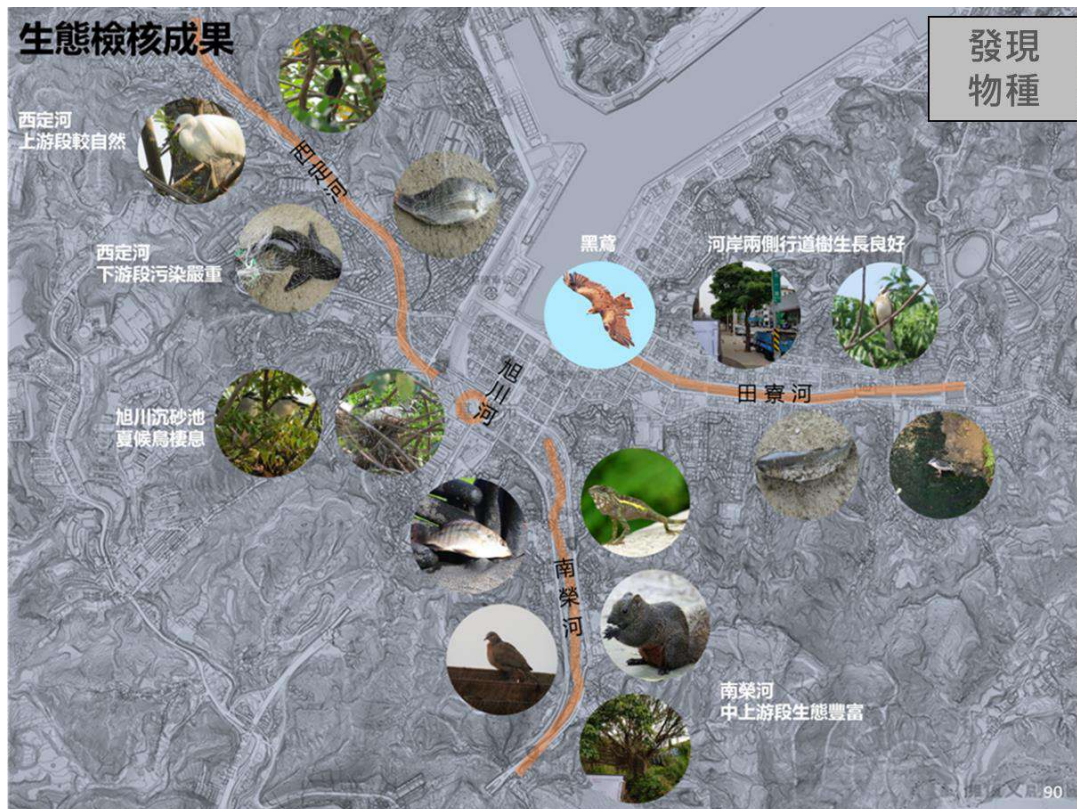 生態檢核成果
發現
物種
西定河
上游段較自然
西定河
西定河
下游段污染嚴重
黑鳶
河岸兩側行道樹生長良好
旭川河
田寮河
旭川沉砂池
夏候鳥棲息
南榮河
南榮河
中上游段生態豐富
90